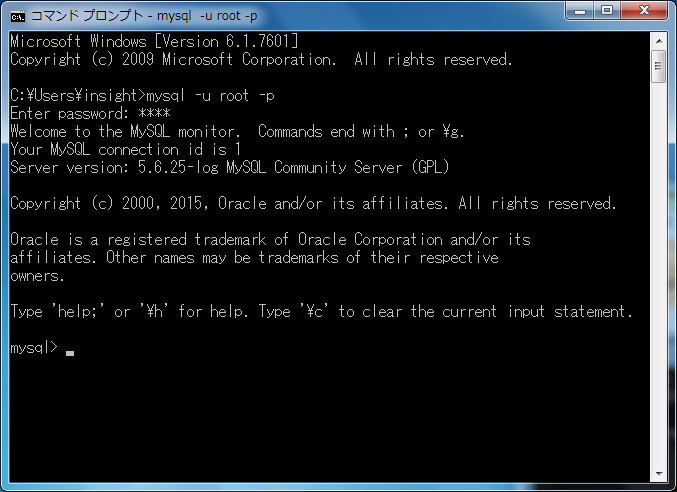 コマンド プロンプト - mysql  -u root -p
Microsoft Windows [Version 6.1.7601]
Copyright (c) 2009 Microsoft Corporation.  All rights reserved.
C:¥Users¥insight>mysql -u root -p
Enter password: ****
Welcome to the MySQL monitor.  Commands end with ; or ¥g.
Your MySQL connection id is 1
Server version: 5.6.25-log MySQL Community Server (GPL)
Copyright (c) 2000, 2015, Oracle and/or its affiliates. All rights reserved.
Oracle is a registered trademark of Oracle Corporation and/or its
affiliates. Other names may be trademarks of their respective
owners.
Type 'help;' or '¥h' for help. Type '¥c' to clear the current input statement.
mysql> _